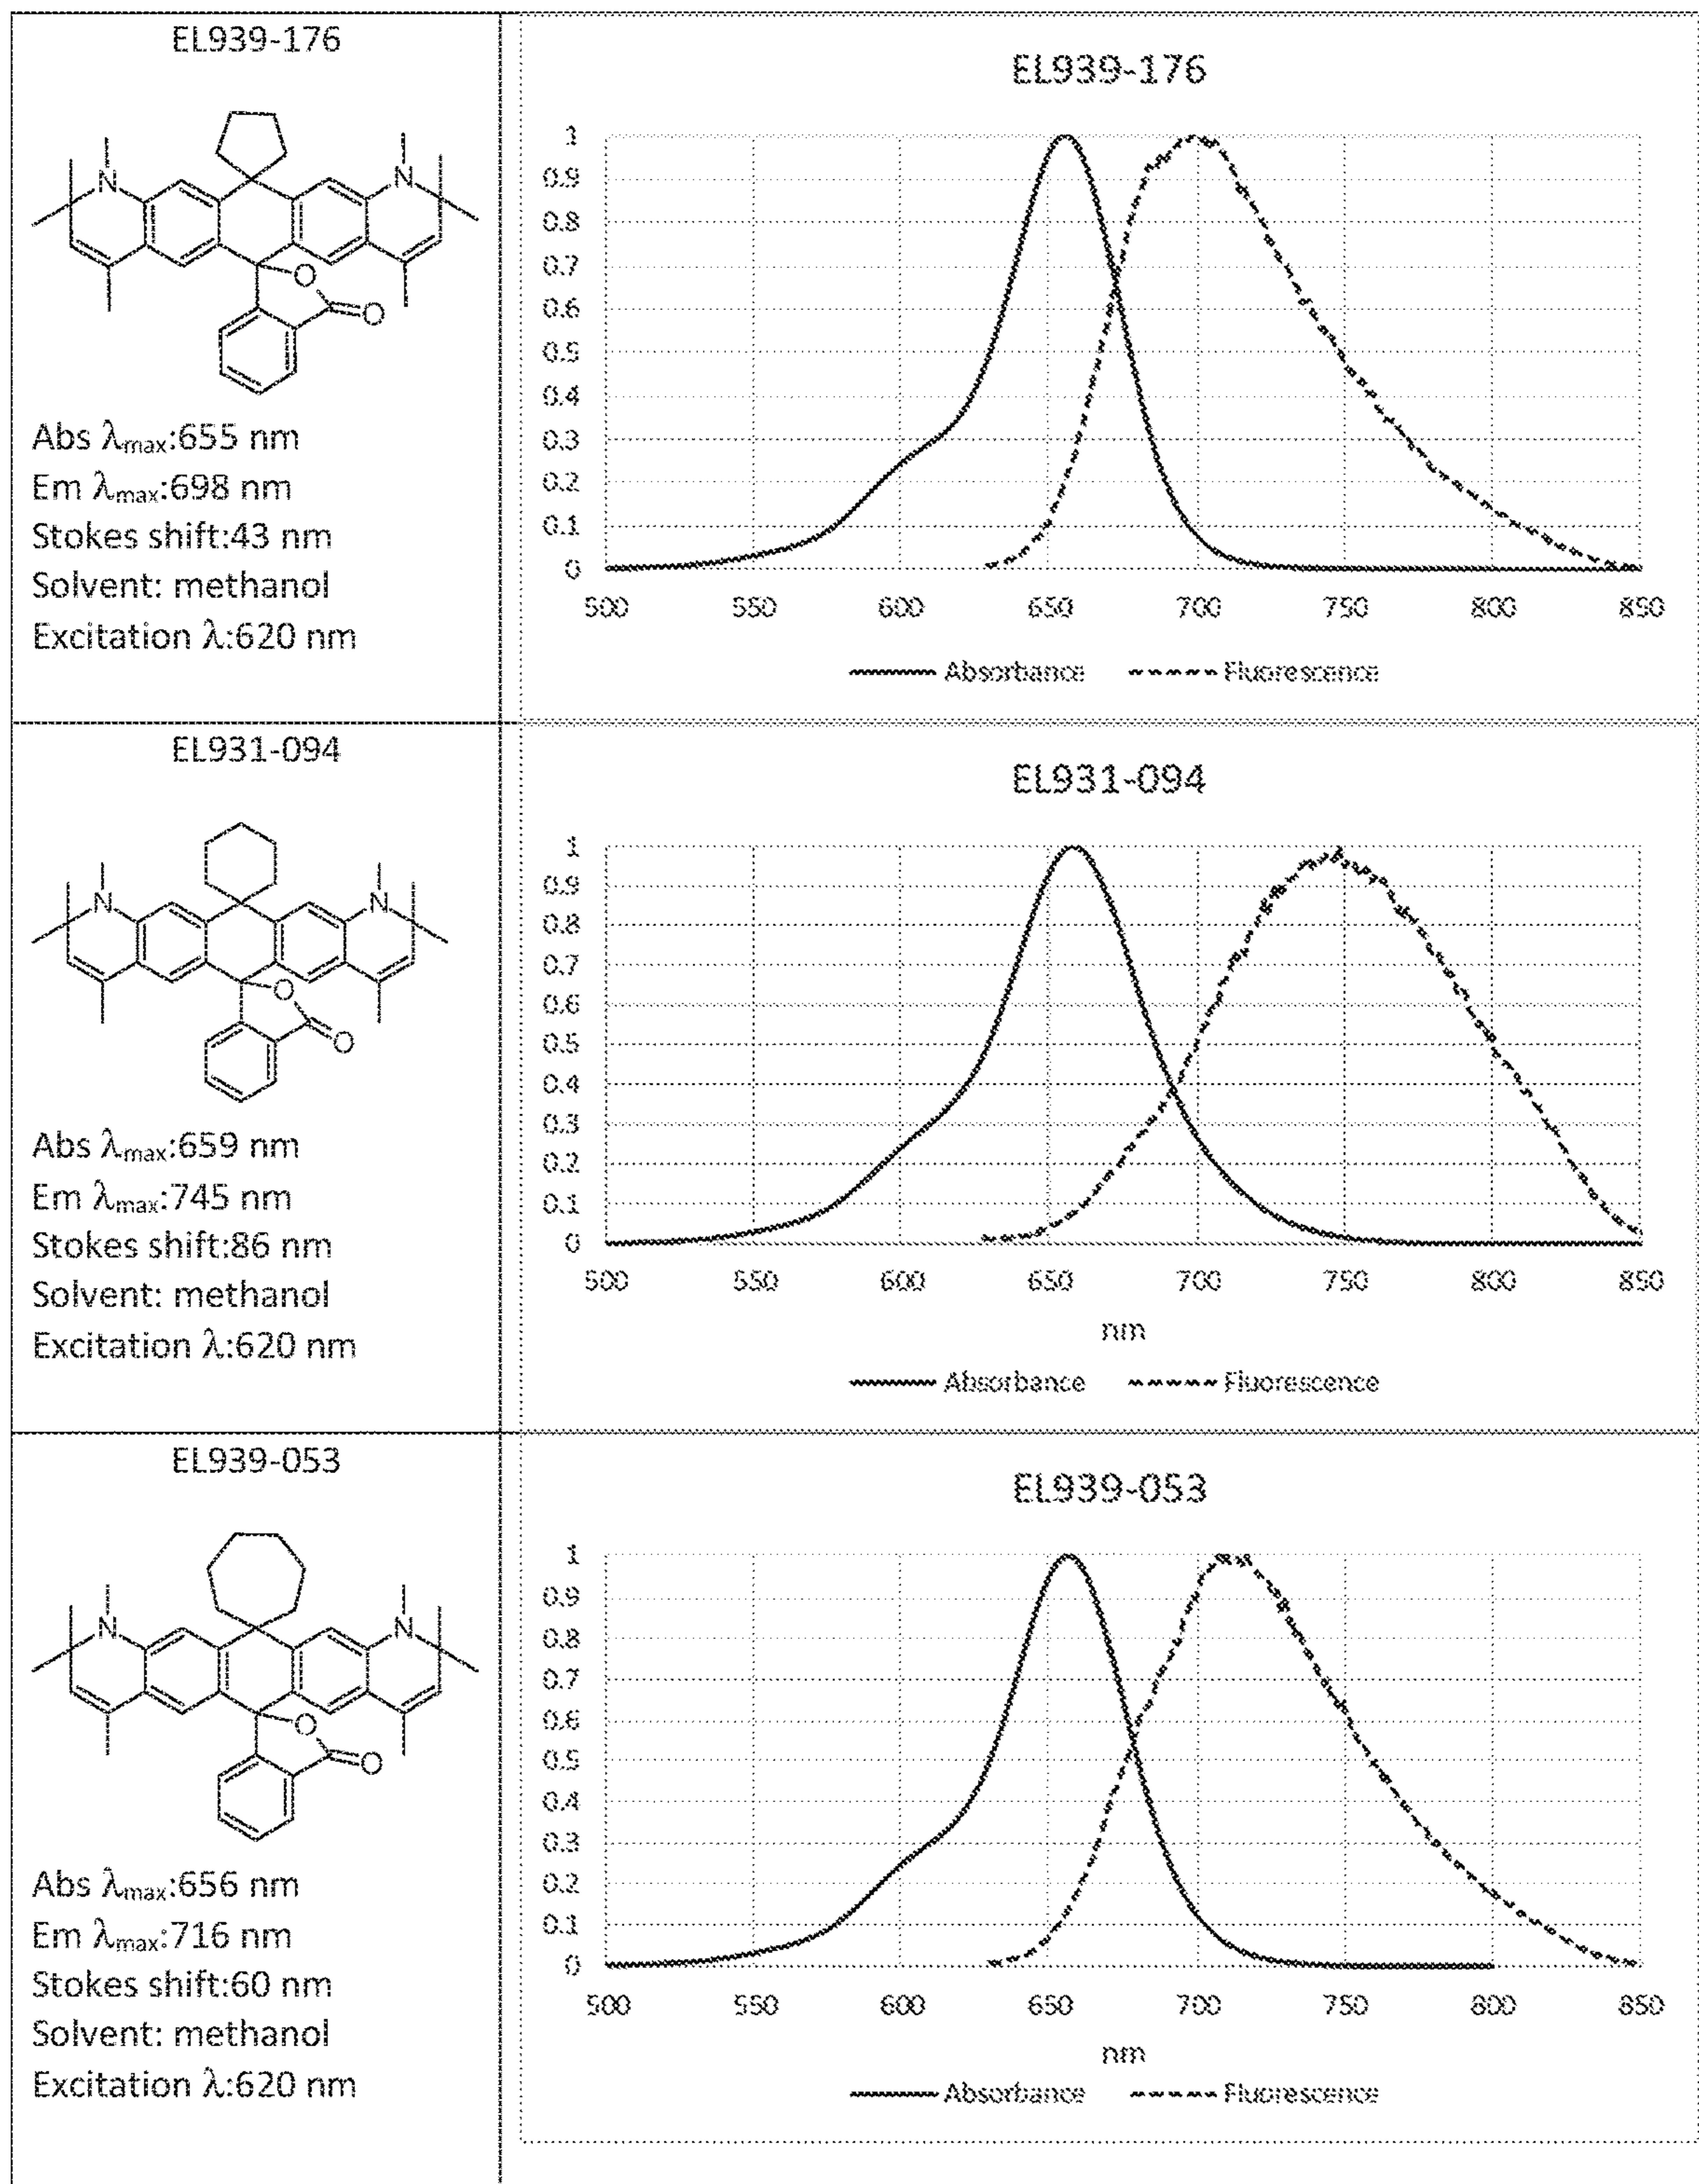 EL939-176
N
N
O
O
Abs λmax:655 nm
Em λmax:698 nm
Stokes shift:43 nm
Solvent: methanol
Excitation λ:620 nm
EL939-176
1
0.9
0.8
0.7
0.6
0.5
0.4
0.3
0.2
0.1
0
500 550 600 650 700 750 800 850
Absorbance Fluorescence
EL931-094
N
N
O
O
Abs λmax:659 nm
Em λmax:745 nm
Stokes shift:86 nm
Solvent: methanol
Excitation λ:620 nm
EL931-094
1
0.9
0.8
0.7
0.6
0.5
0.4
0.3
0.2
0.1
0
500 550 600 650 700 750 800 850
nm
Absorbance Fluorescence
EL939-053
N
N
O
O
Abs λmax:656 nm
Em λmax:716 nm
Stokes shift:60 nm
Solvent: methanol
Excitation λ:620 nm
EL939-053
1
0.9
0.8
0.7
0.6
0.5
0.4
0.3
0.2
0.1
0
500 550 600 650 700 750 800 850
nm
Absorbance Fluorescence